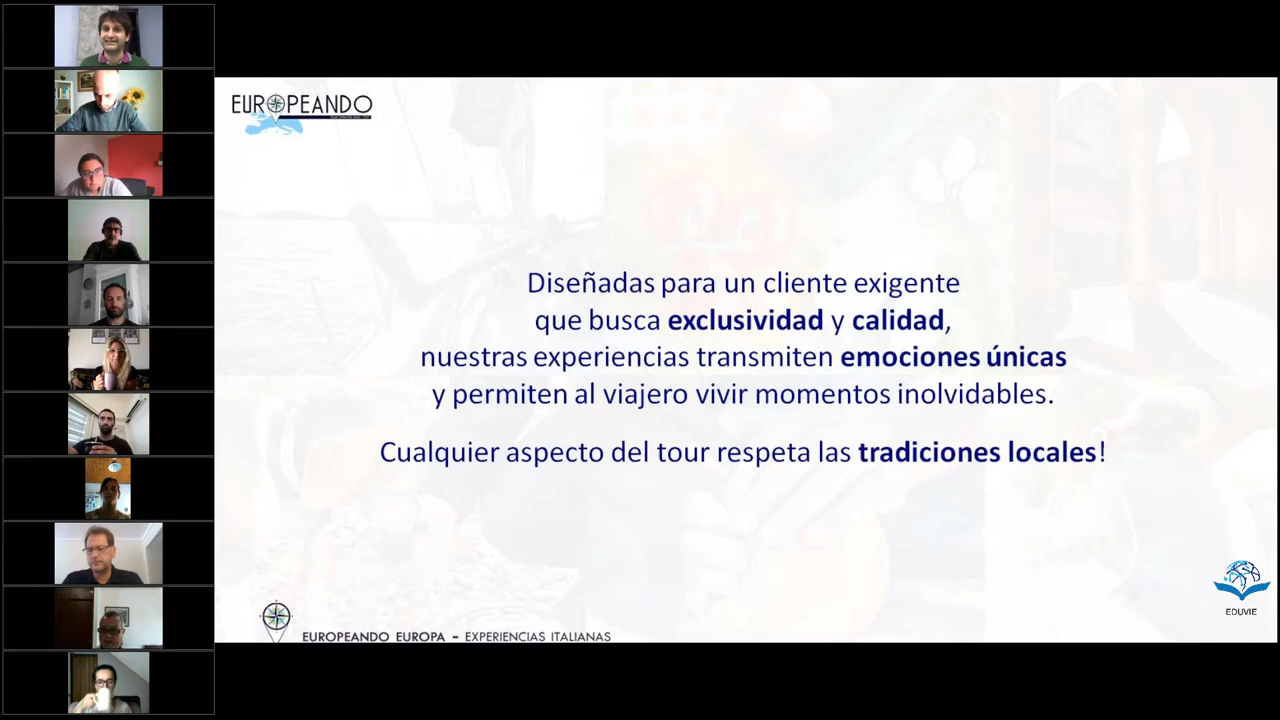 EUROPEANDO
Diseñadas para un cliente exigente
que busca exclusividad y calidad,
nuestras experiencias transmiten emociones únicas
y permiten al viajero vivir momentos inolvidables.
Cualquier aspecto del tour respeta las tradiciones locales!
EDUVIE
EUROPEANDO EUROPA – EXPERIENCIAS ITALIANAS